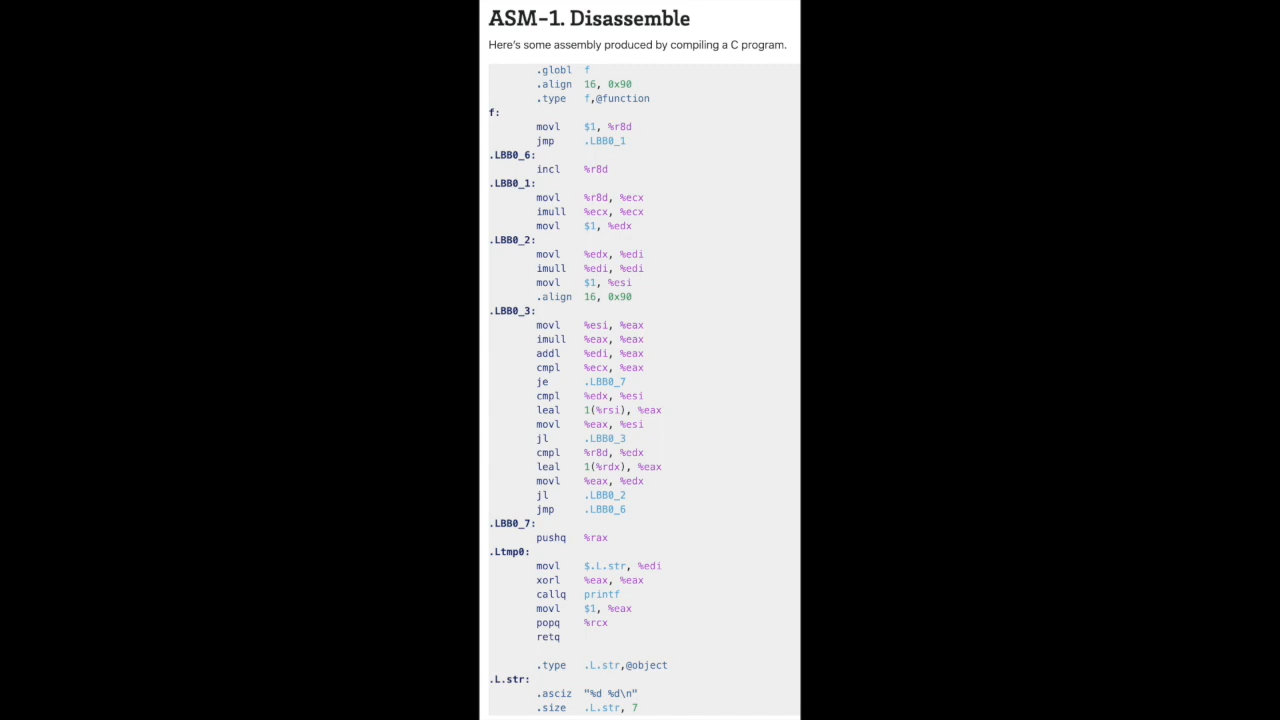 ASM-1. Disassemble
Here's some assembly produced by compiling a C program.
.globl f
.align 16, 0x90
.type f,@function
f:
movl $1, %r8d
jmp .LBB0_1
.LBB0_6:
incl %r8d
.LBB0_1:
movl %r8d, %ecx
imull %ecx, %ecx
movl $1, %edx
.LBB0_2:
movl %edx, %edi
imull %edi, %edi
movl $1, %esi
.align 16, 0x90
.LBB0_3:
movl %esi, %eax
imull %eax, %eax
addl %edi, %eax
cmpl %ecx, %eax
je .LBB0_7
cmpl %edx, %esi
leal 1(%rsi), %eax
movl %eax, %esi
jl .LBB0_3
cmpl %r8d, %edx
leal 1(%rdx), %eax
movl %eax, %edx
jl .LBB0_2
jmp .LBB0_6
.LBB0_7:
pushq %rax
.Ltmp0:
movl $.L.str, %edi
xorl %eax, %eax
callq printf
movl $1, %eax
popq %rcx
retq
.type .L.str,@object
.L.str:
.asciz "%d %d\n"
.size .L.str, 7